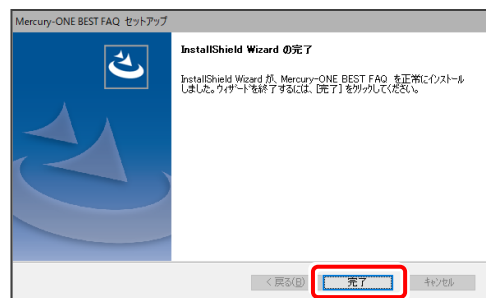 Mercury-ONE BEST FAQ セットアップ
InstallShield Wizard の完了
InstallShield Wizard が、Mercury-ONE BEST FAQ を正常にインストール
しました。ウィザードを終了するには、[完了] をクリックしてください。
< 戻る(B)
完了
キャンセル